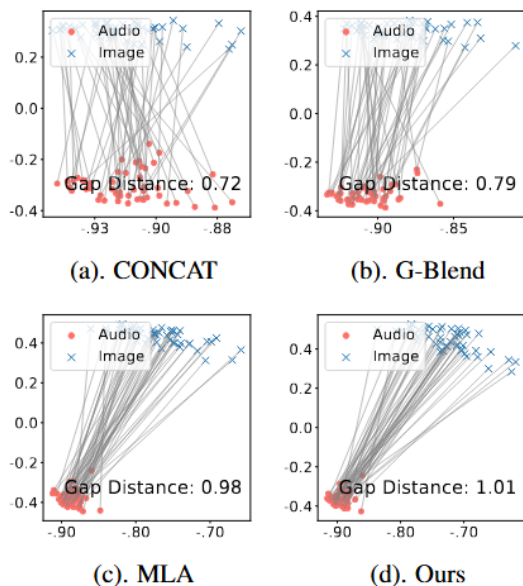 0.2
0.0
-0.2
-0.4
Audio
Image
Gap Distance: 0.72
-.93
-.90
-.88
(a). CONCAT
0.4
0.2
0.0
-0.2
-0.4
Audio
Image
Gap Distance: 0.79
-.90
-.85
(b). G-Blend
0.4
0.2
0.0
-0.2
-0.4
Audio
Image
Gap Distance: 0.98
-.90
-.80
-.70
(c). MLA
0.4
0.2
0.0
-0.2
-0.4
Audio
Image
Gap Distance: 1.01
-.90
-.80
-.70
(d). Ours